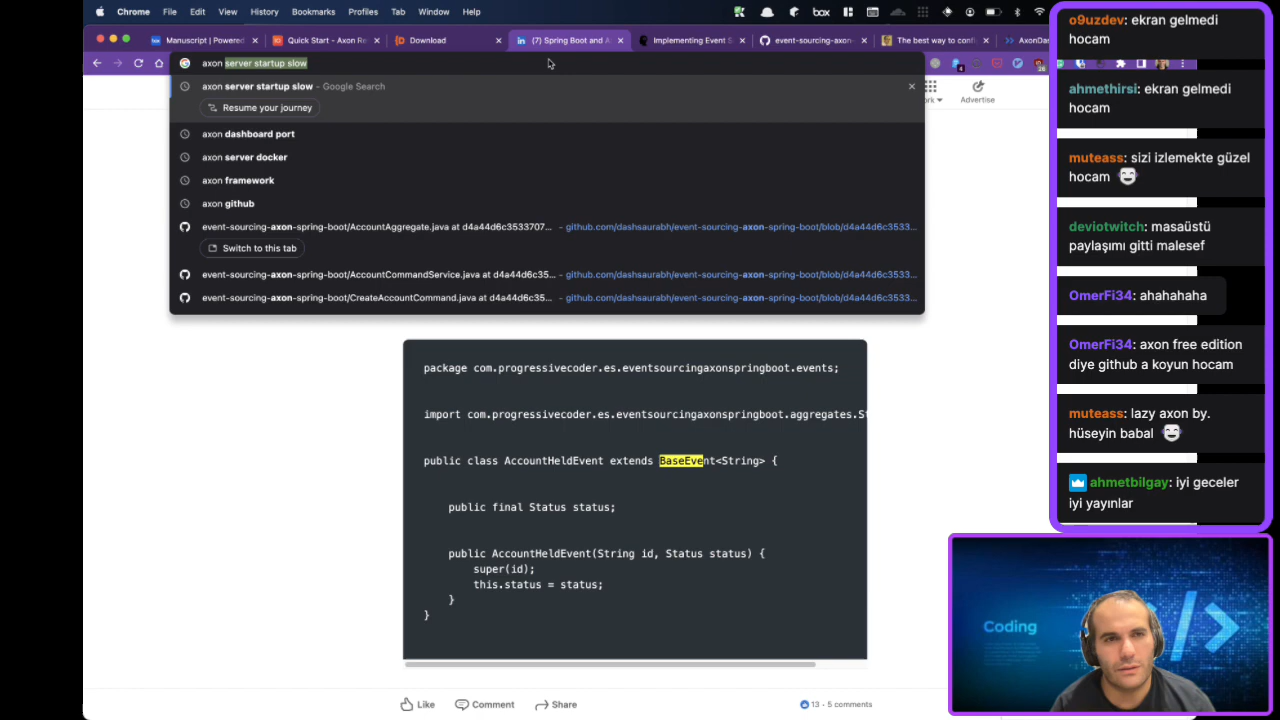 Chrome File Edit View History Bookmarks Profiles Tab Window Help box
Manuscript | Powered
Quick Start - Axon Re
Download
(7) Spring Boot and A
Implementing Event S
event-sourcing-axon-
The best way to config
AxonDas
axon server startup slow
axon server startup slow - Google Search
Resume your journey
axon dashboard port
axon server docker
axon framework
axon github
event-sourcing-axon-spring-boot/AccountAggregate.java at d4a44d6c3533707... - github.com/dashsaurabh/event-sourcing-axon-spring-boot/blob/d4a44d6c3533...
Switch to this tab
event-sourcing-axon-spring-boot/AccountCommandService.java at d4a44d6c35... - github.com/dashsaurabh/event-sourcing-axon-spring-boot/blob/d4a44d6c3533...
event-sourcing-axon-spring-boot/CreateAccountCommand.java at d4a44d6c35... - github.com/dashsaurabh/event-sourcing-axon-spring-boot/blob/d4a44d6c3533...
rk
Advertise
package com.progressivecoder.es.eventsourcingaxonspringboot.events;
import com.progressivecoder.es.eventsourcingaxonspringboot.aggregates.St
public class AccountHeldEvent extends BaseEvent<String> {
public final Status status;
public AccountHeldEvent(String id, Status status) {
super(id);
this.status = status;
}
}
Like Comment Share 13 · 5 comments
o9uzdev: ekran gelmedi
hocam
ahmethirsi: ekran gelmedi
hocam
muteass: sizi izlemekte güzel
hocam
deviotwitch: masaüstü
paylaşımı gitti malesef
OmerFi34: ahahahaha
OmerFi34: axon free edition
diye github a koyun hocam
muteass: lazy axon by.
hüseyin babal
ahmetbilgay: iyi geceler
iyi yayınlar
Coding